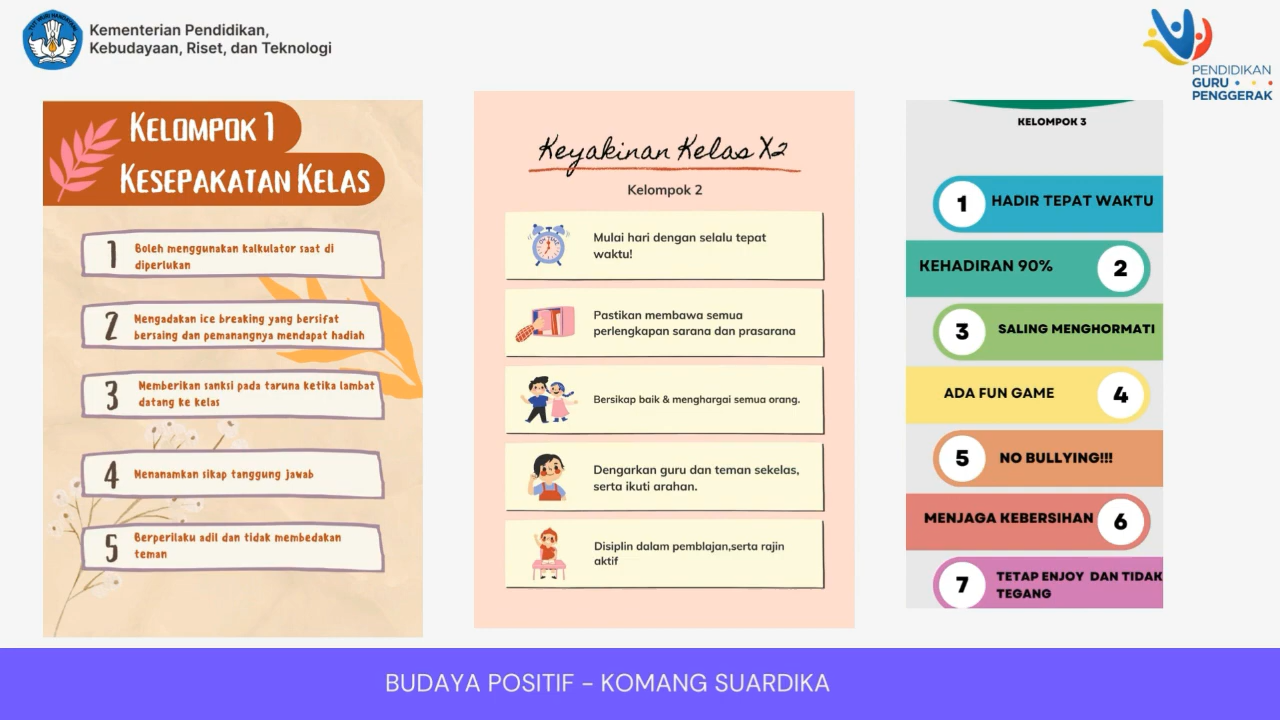 Kementerian Pendidikan,
Kebudayaan, Riset, dan Teknologi
PENDIDIKAN
GURU
PENGGERAK
KELOMPOK 1
KESEPAKATAN KELAS
1
Boleh menggunakan kalkulator saat di
diperlukan
2
Mengadakan ice breaking yang bersifat
bersaing dan pemanangnya mendapat hadiah
3
Memberikan sanksi pada taruna ketika lambat
datang ke kelas
4
Menanamkan sikap tanggung jawab
5
Berperilaku adil dan tidak membedakan
teman
Keyakinan Kelas X2
Kelompok 2
Mulai hari dengan selalu tepat
waktu!
Pastikan membawa semua
perlengkapan sarana dan prasarana
Bersikap baik & menghargai semua orang.
Dengarkan guru dan teman sekelas,
serta ikuti arahan.
Disiplin dalam pemblajan,serta rajin
aktif
KELOMPOK 3
1 HADIR TEPAT WAKTU
KEHADIRAN 90% 2
3 SALING MENGHORMATI
ADA FUN GAME 4
5 NO BULLYING!!!
MENJAGA KEBERSIHAN 6
7 TETAP ENJOY DAN TIDAK
TEGANG
BUDAYA POSITIF – KOMANG SUARDIKA